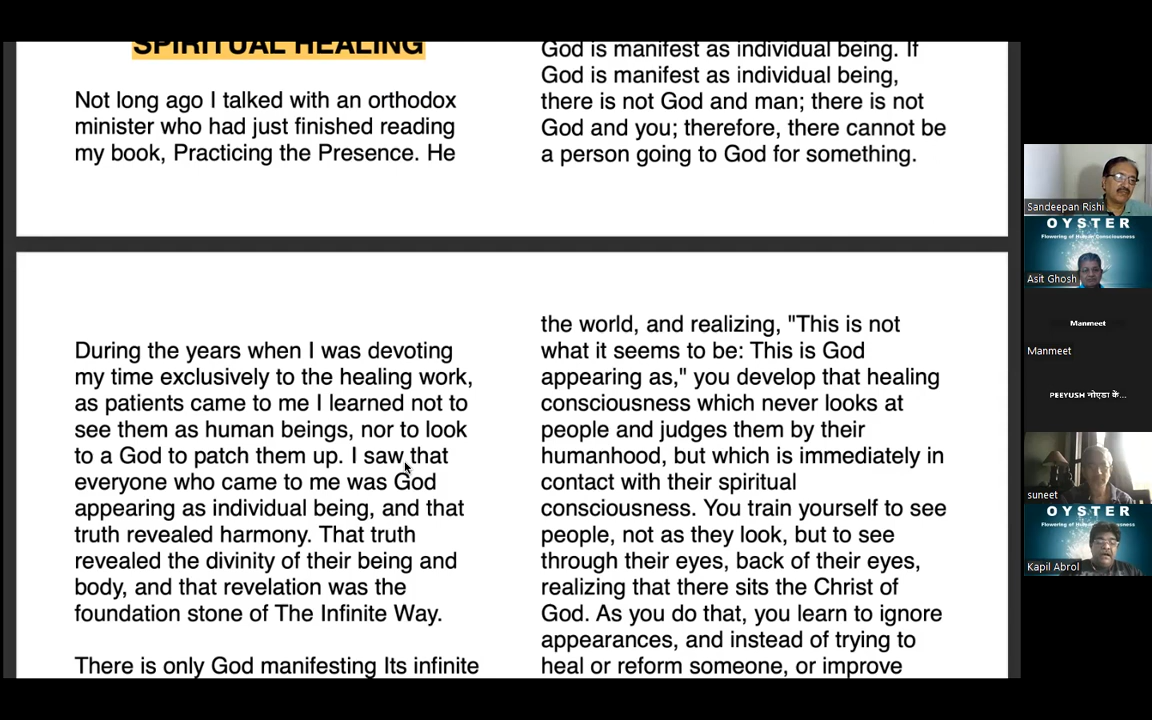 SPIRITUAL HEALING
Not long ago I talked with an orthodox
minister who had just finished reading
my book, Practicing the Presence. He
God is manifest as individual being. If
God is manifest as individual being,
there is not God and man; there is not
God and you; therefore, there cannot be
a person going to God for something.
During the years when I was devoting
my time exclusively to the healing work,
as patients came to me I learned not to
see them as human beings, nor to look
to a God to patch them up. I saw that
everyone who came to me was God
appearing as individual being, and that
truth revealed harmony. That truth
revealed the divinity of their being and
body, and that revelation was the
foundation stone of The Infinite Way.
There is only God manifesting Its infinite
the world, and realizing, "This is not
what it seems to be: This is God
appearing as," you develop that healing
consciousness which never looks at
people and judges them by their
humanhood, but which is immediately in
contact with their spiritual
consciousness. You train yourself to see
people, not as they look, but to see
through their eyes, back of their eyes,
realizing that there sits the Christ of
God. As you do that, you learn to ignore
appearances, and instead of trying to
heal or reform someone, or improve
Sandeepan Rishi
OYSTER
Flowering of Human Consciousness
Asit Ghosh
Manmeet
Manmeet
PEEYUSH नोएडा कें...
suneet
OYSTER
Flowering of Human Consciousness
Kapil Abrol